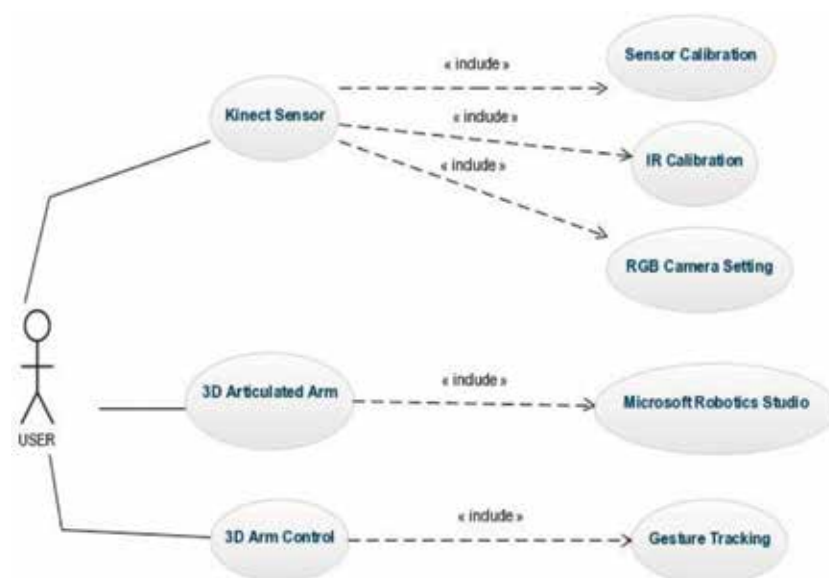 « include »
Sensor Calibration
Kinect Sensor
« include »
IR Calibration
« include »
RGB Camera Setting
3D Articulated Arm
« include »
Microsoft Robotics Studio
USER
3D Arm Control
« include »
Gesture Tracking